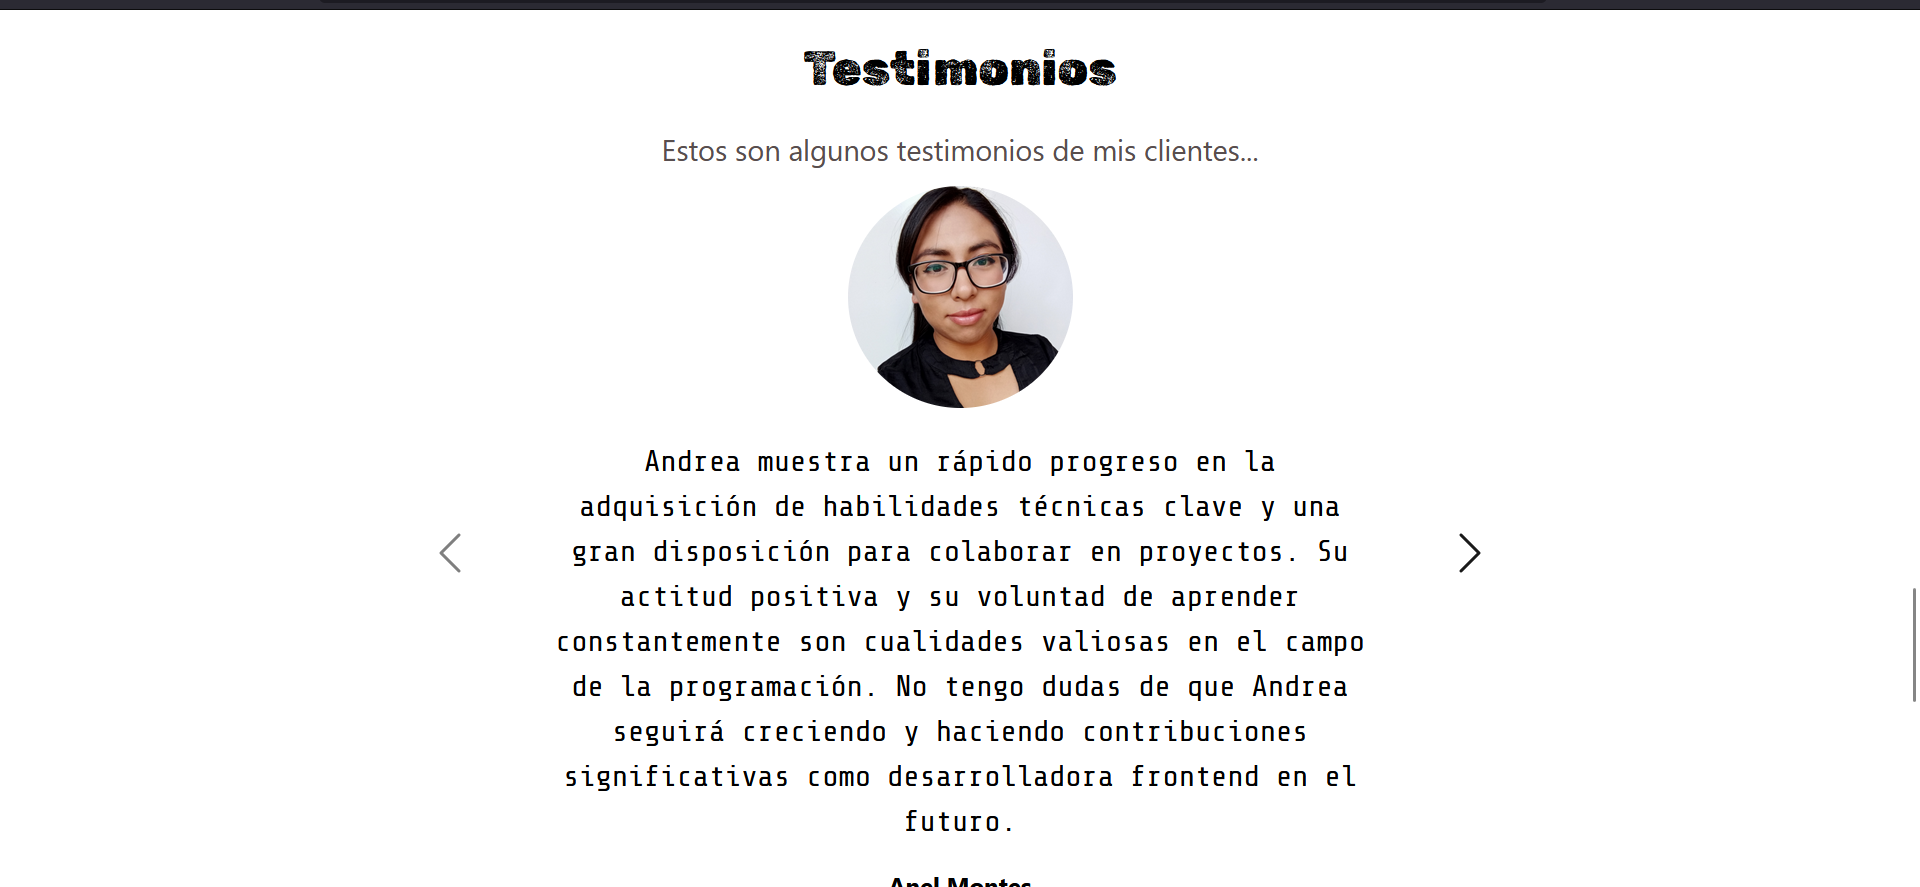 Testimonios
Estos son algunos testimonios de mis clientes...
Andrea muestra un rápido progreso en la
adquisición de habilidades técnicas clave y una
gran disposición para colaborar en proyectos. Su
actitud positiva y su voluntad de aprender
constantemente son cualidades valiosas en el campo
de la programación. No tengo dudas de que Andrea
seguirá creciendo y haciendo contribuciones
significativas como desarrolladora frontend en el
futuro.
Anel Montes